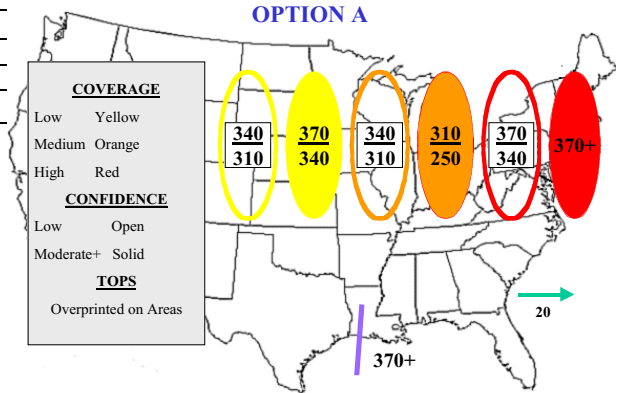 OPTION A
COVERAGE
Low Yellow
Medium Orange
High Red
CONFIDENCE
Low Open
Moderate+ Solid
TOPS
Overprinted on Areas
340
310
370
340
340
310
310
250
370
340
370+
20
370+